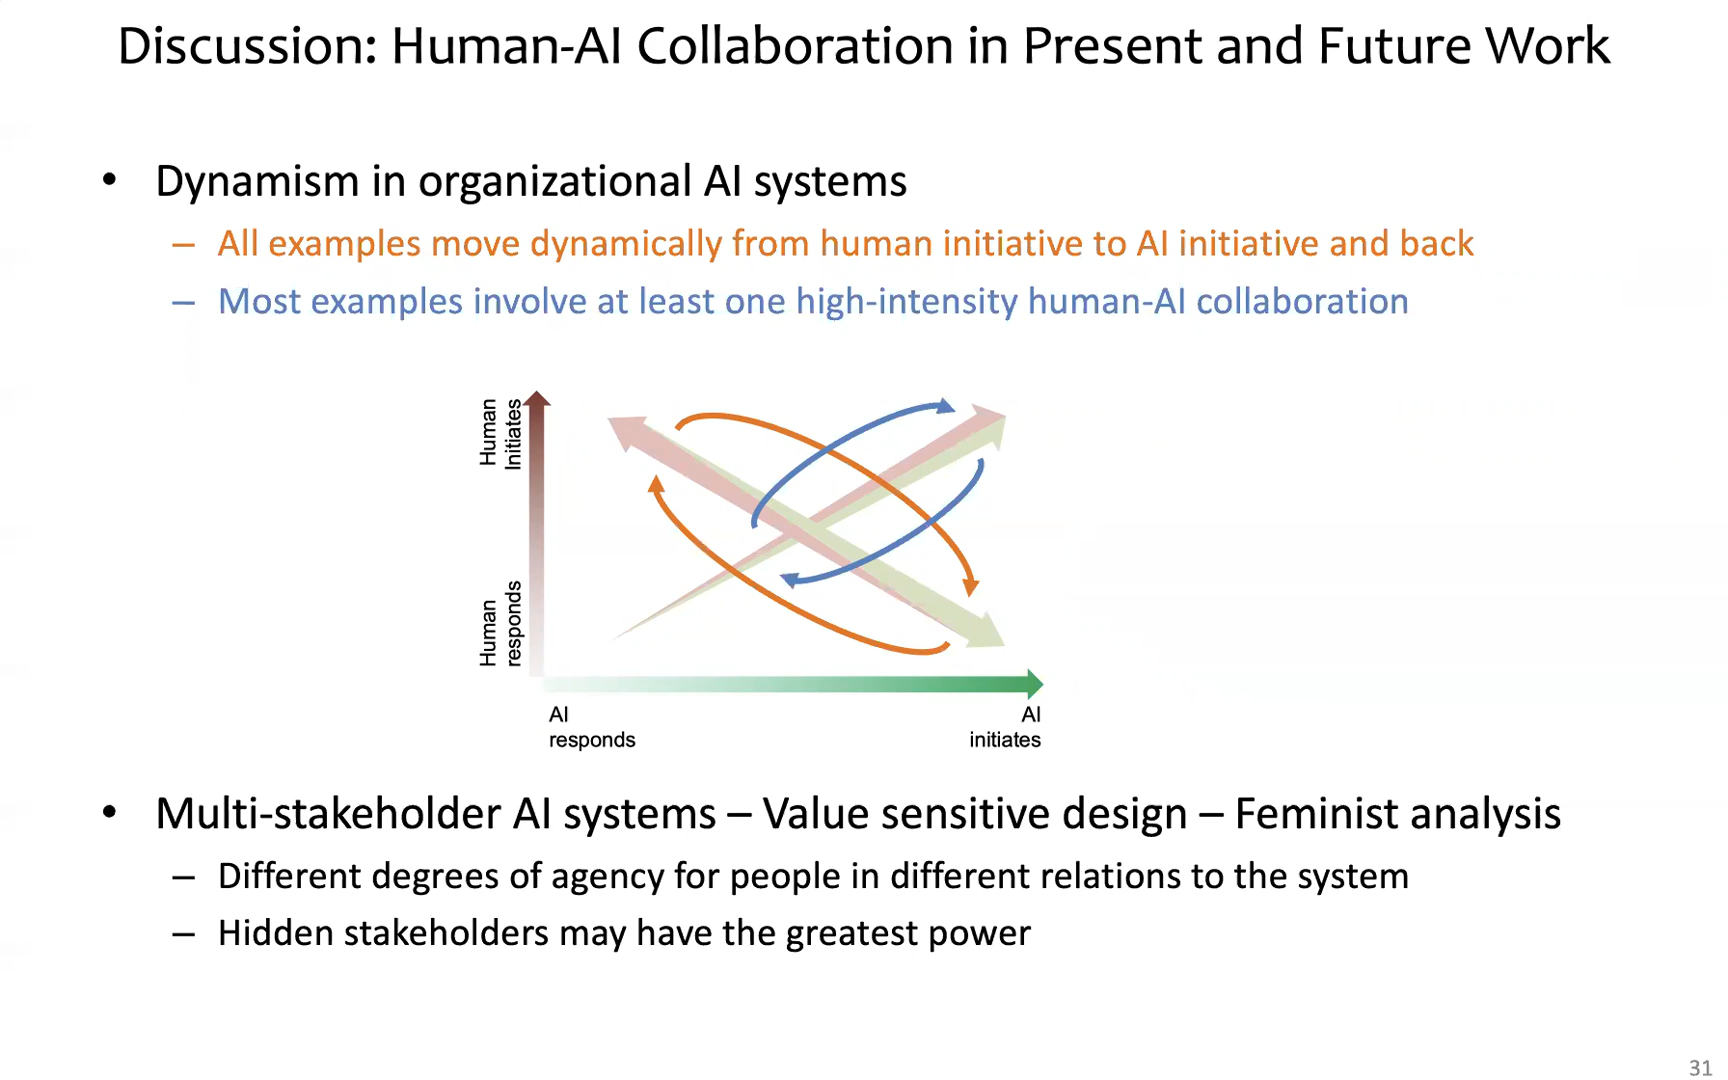 Discussion: Human-AI Collaboration in Present and Future Work
• Dynamism in organizational AI systems
– All examples move dynamically from human initiative to AI initiative and back
– Most examples involve at least one high-intensity human-AI collaboration
Human
Initiates
Human
responds
AI
responds
AI
initiates
• Multi-stakeholder AI systems – Value sensitive design – Feminist analysis
– Different degrees of agency for people in different relations to the system
– Hidden stakeholders may have the greatest power
31